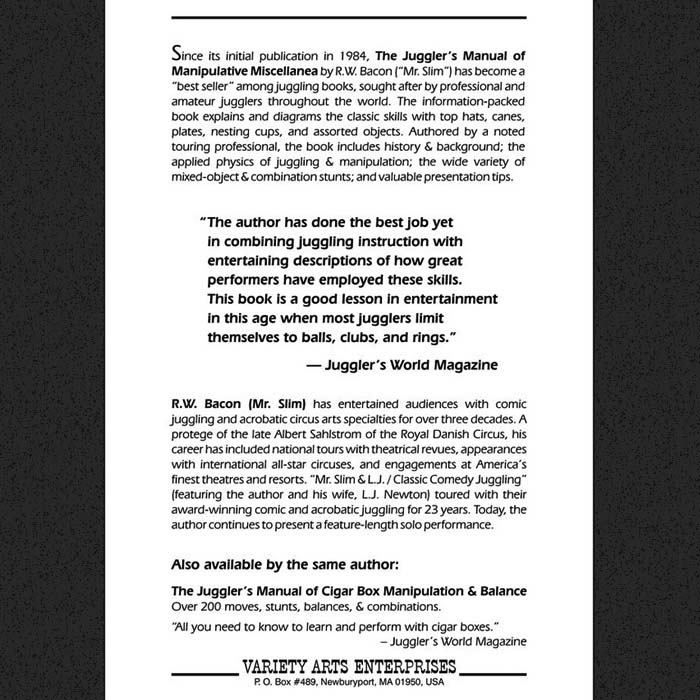 Since its initial publication in 1984, The Juggler's Manual of
Manipulative Miscellanea by R.W. Bacon ("Mr. Slim") has become a
"best seller" among juggling books, sought after by professional and
amateur jugglers throughout the world. The information-packed
book explains and diagrams the classic skills with top hats, canes,
plates, nesting cups, and assorted objects. Authored by a noted
touring professional, the book includes history & background; the
applied physics of juggling & manipulation; the wide variety of
mixed-object & combination stunts; and valuable presentation tips.
"The author has done the best job yet
in combining juggling instruction with
entertaining descriptions of how great
performers have employed these skills.
This book is a good lesson in entertainment
in this age when most jugglers limit
themselves to balls, clubs, and rings."
— Juggler's World Magazine
R.W. Bacon (Mr. Slim) has entertained audiences with comic
juggling and acrobatic circus arts specialties for over three decades. A
protege of the late Albert Sahlstrom of the Royal Danish Circus, his
career has included national tours with theatrical revues, appearances
with international all-star circuses, and engagements at America's
finest theatres and resorts. "Mr. Slim & L.J. / Classic Comedy Juggling"
(featuring the author and his wife, L.J. Newton) toured with their
award-winning comic and acrobatic juggling for 23 years. Today, the
author continues to present a feature-length solo performance.
Also available by the same author:
The Juggler's Manual of Cigar Box Manipulation & Balance
Over 200 moves, stunts, balances, & combinations.
"All you need to know to learn and perform with cigar boxes."
– Juggler's World Magazine
VARIETY ARTS ENTERPRISES
P. O. Box #489, Newburyport, MA 01950, USA